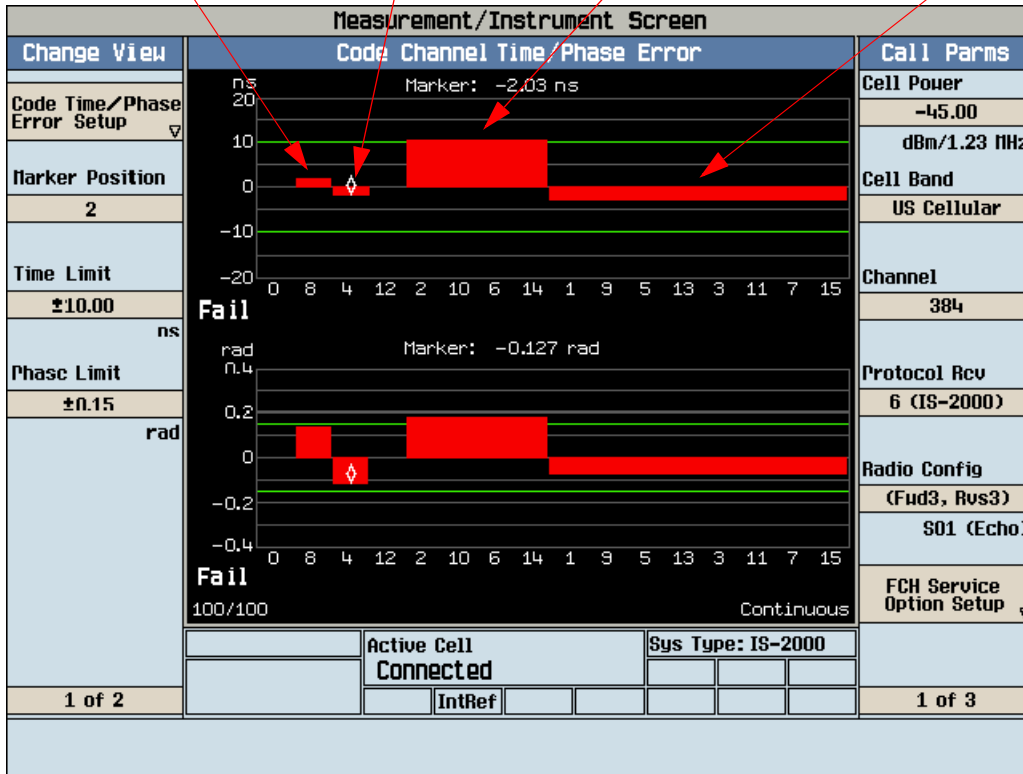 Measurement/Instrument Screen
Change View
Code Time/Phase
Error Setup
Marker Position
2
Time Limit
±10.00
ns
Phase Limit
±0.15
rad
1 of 2
Code Channel Time/Phase Error
ns
Marker: -2.03 ns
20
10
0
-10
-20
0 8 4 12 2 10 6 14 1 9 5 13 3 11 7 15
Fail
rad
Marker: -0.127 rad
0.4
0.2
0
-0.2
-0.4
0 8 4 12 2 10 6 14 1 9 5 13 3 11 7 15
Fail
100/100
Continuous
Active Cell
Connected
Sys Type: IS-2000
IntRef
Call Parms
Cell Power
-45.00
dBm/1.23 MHz
Cell Band
US Cellular
Channel
384
Protocol Rev
6 (IS-2000)
Radio Config
(Fwd3, Rvs3)
SO1 (Echo)
FCH Service
Option Setup
1 of 3